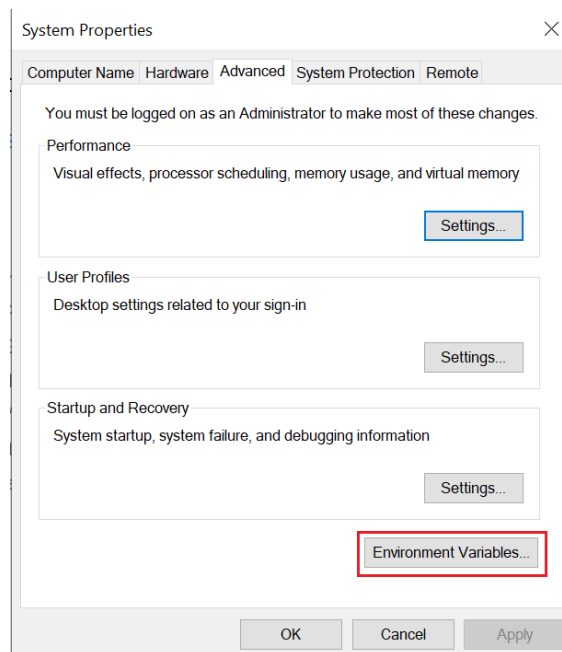 System Properties
Computer Name Hardware Advanced System Protection Remote
You must be logged on as an Administrator to make most of these changes.
Performance
Visual effects, processor scheduling, memory usage, and virtual memory
Settings...
User Profiles
Desktop settings related to your sign-in
Settings...
Startup and Recovery
System startup, system failure, and debugging information
Settings...
Environment Variables...
OK Cancel Apply